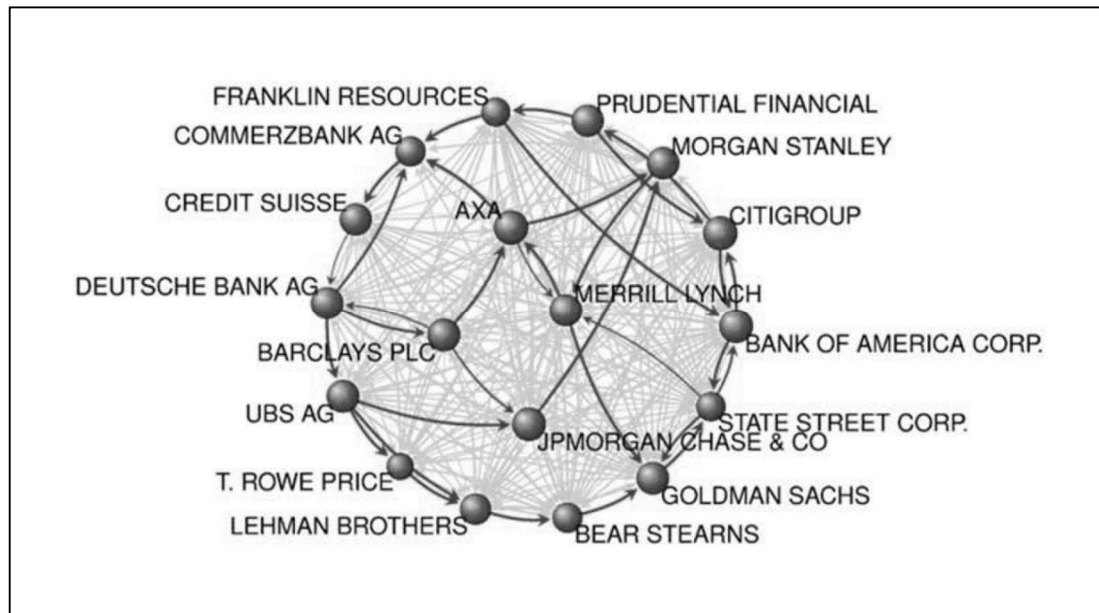 FRANKLIN RESOURCES
PRUDENTIAL FINANCIAL
COMMERZBANK AG
MORGAN STANLEY
CREDIT SUISSE
AXA
CITIGROUP
DEUTSCHE BANK AG
MERRILL LYNCH
BARCLAYS PLC
BANK OF AMERICA CORP.
UBS AG
STATE STREET CORP.
JPMORGAN CHASE & CO
T. ROWE PRICE
GOLDMAN SACHS
LEHMAN BROTHERS
BEAR STEARNS